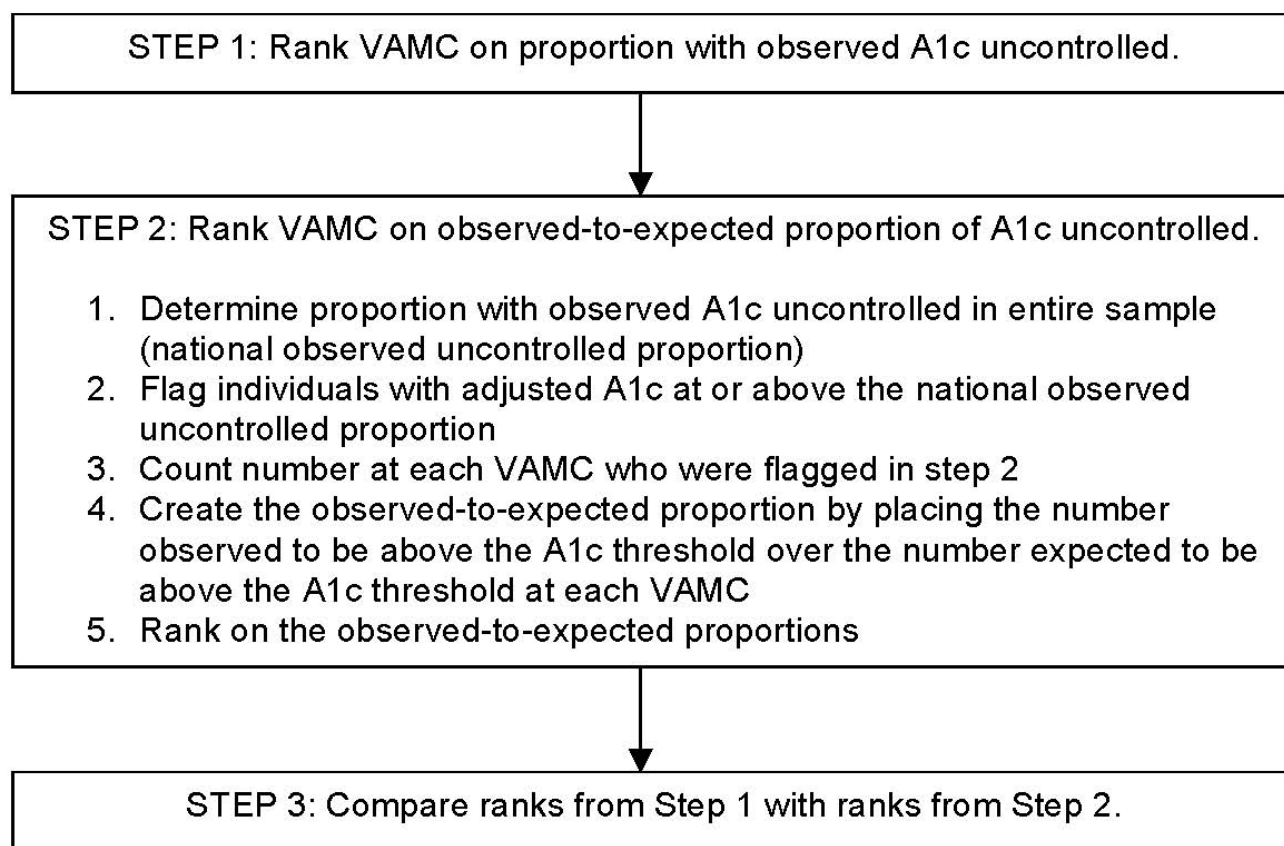 STEP 1: Rank VAMC on proportion with observed A1c uncontrolled.
STEP 2: Rank VAMC on observed-to-expected proportion of A1c uncontrolled.
1. Determine proportion with observed A1c uncontrolled in entire sample
(national observed uncontrolled proportion)
2. Flag individuals with adjusted A1c at or above the national observed
uncontrolled proportion
3. Count number at each VAMC who were flagged in step 2
4. Create the observed-to-expected proportion by placing the number
observed to be above the A1c threshold over the number expected to be
above the A1c threshold at each VAMC
5. Rank on the observed-to-expected proportions
STEP 3: Compare ranks from Step 1 with ranks from Step 2.